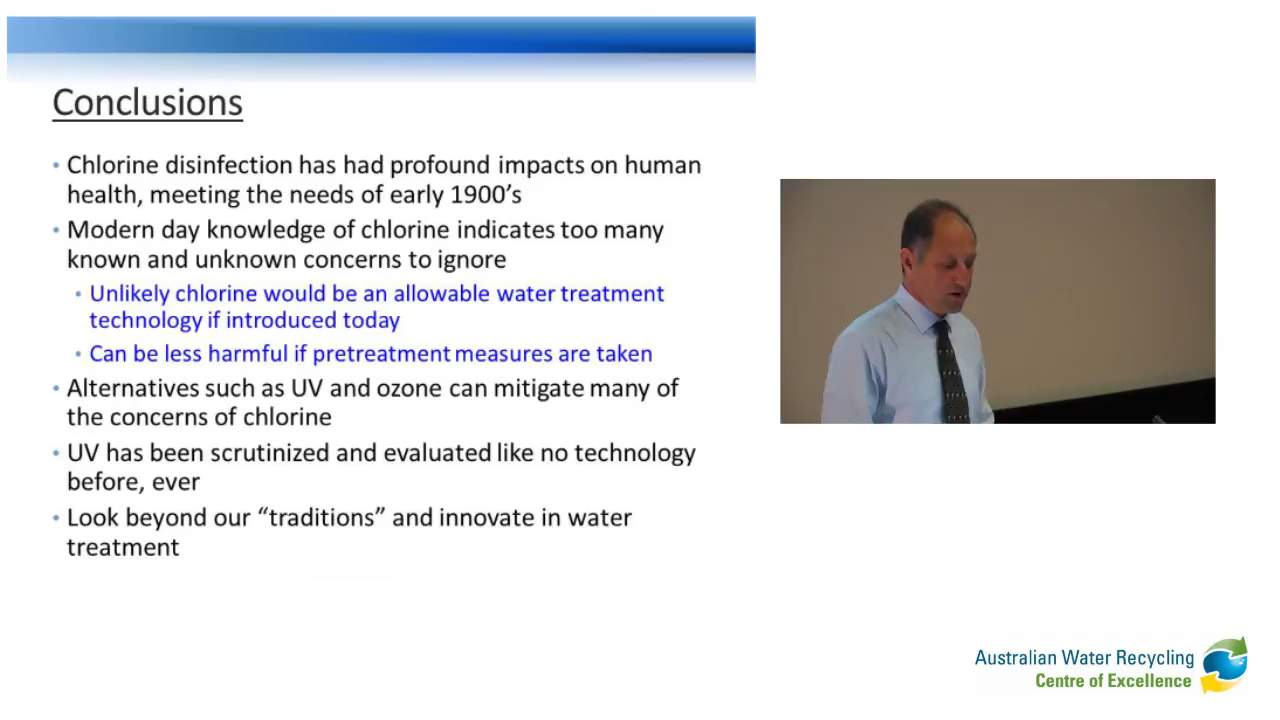 Conclusions
Chlorine disinfection has had profound impacts on human
health, meeting the needs of early 1900's
Modern day knowledge of chlorine indicates too many
known and unknown concerns to ignore
Unlikely chlorine would be an allowable water treatment
technology if introduced today
Can be less harmful if pretreatment measures are taken
Alternatives such as UV and ozone can mitigate many of
the concerns of chlorine
UV has been scrutinized and evaluated like no technology
before, ever
Look beyond our “traditions” and innovate in water
treatment
Australian Water Recycling
Centre of Excellence